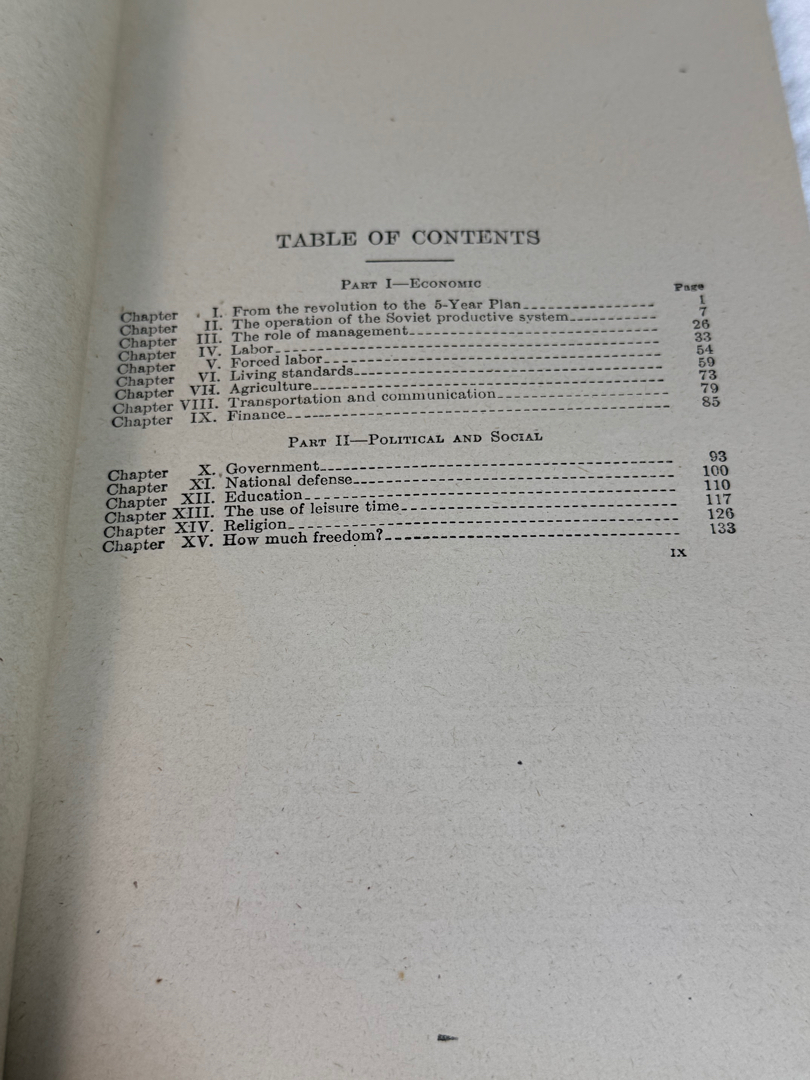 TABLE OF CONTENTS
PART I—ECONOMIC
Page
Chapter I. From the revolution to the 5-Year Plan 1
Chapter II. The operation of the Soviet productive system 7
Chapter III. The role of management 26
Chapter IV. Labor 33
Chapter V. Forced labor 54
Chapter VI. Living standards 59
Chapter VII. Agriculture 73
Chapter VIII. Transportation and communication 79
Chapter IX. Finance 85
PART II—POLITICAL AND SOCIAL
Chapter X. Government 93
Chapter XI. National defense 100
Chapter XII. Education 110
Chapter XIII. The use of leisure time 117
Chapter XIV. Religion 126
Chapter XV. How much freedom? 133
IX